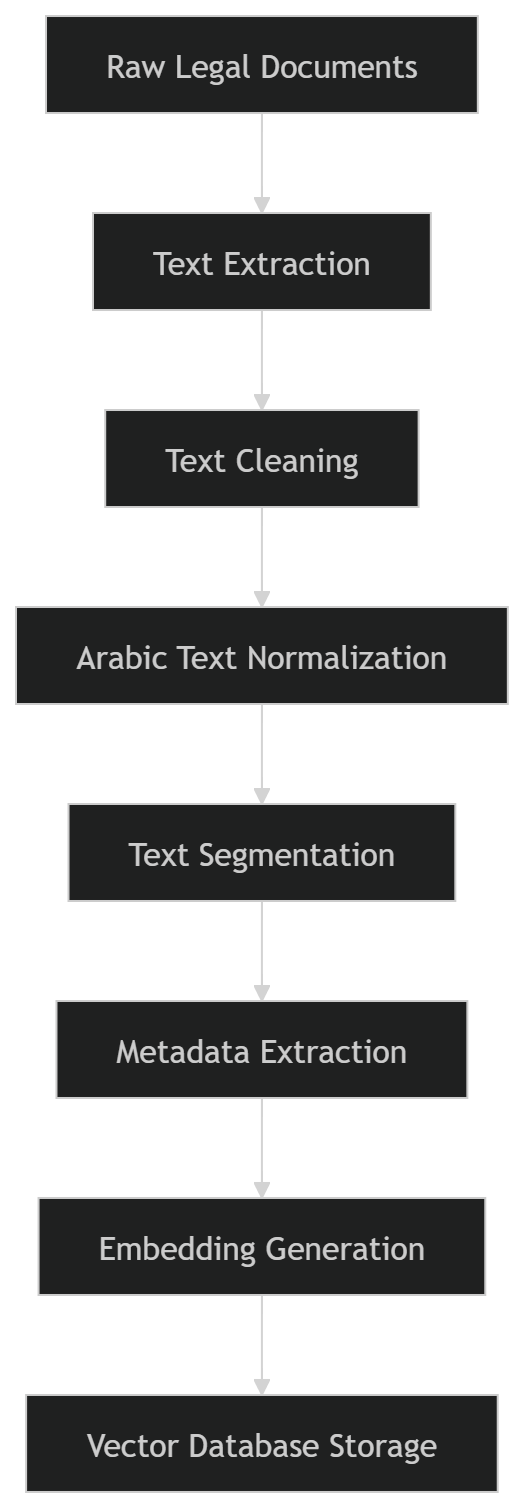 Raw Legal Documents
Text Extraction
Text Cleaning
Arabic Text Normalization
Text Segmentation
Metadata Extraction
Embedding Generation
Vector Database Storage